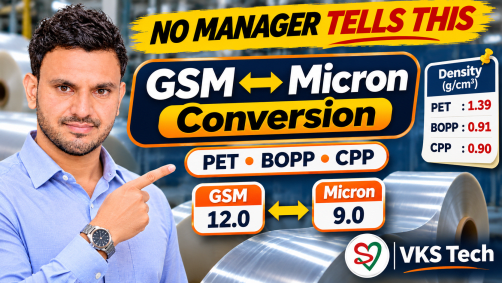 NO MANAGER TELLS THIS
GSM ↔ Micron
Conversion
PET • BOPP • CPP
GSM
12.0
↔
Micron
9.0
Density
(g/cm³)
PET : 1.39
BOPP : 0.91
CPP : 0.90
VKS Tech